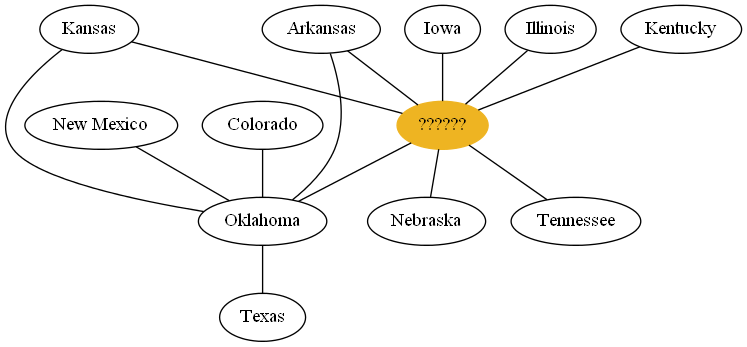 Kansas
Arkansas
Iowa
Illinois
Kentucky
New Mexico
Colorado
??????
Oklahoma
Nebraska
Tennessee
Texas